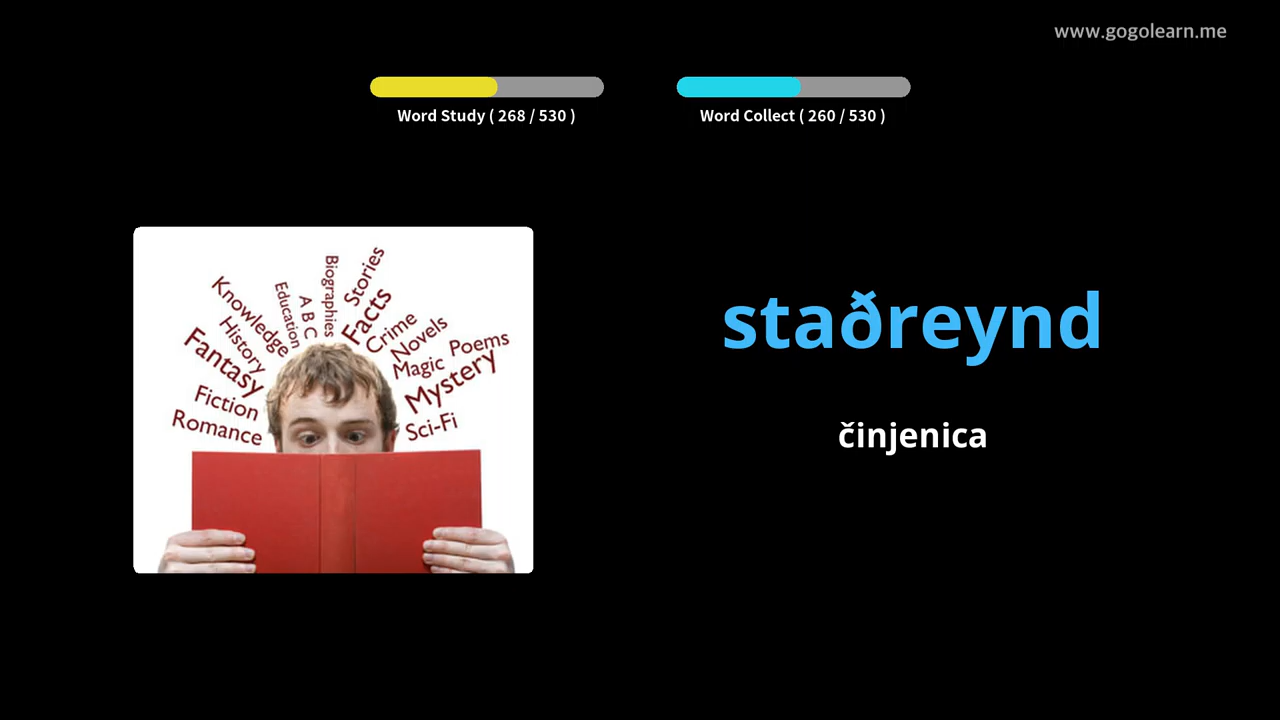 www.gogolearn.me
Word Study ( 268 / 530 )
Word Collect ( 260 / 530 )
Knowledge
Education
A B C
Biographies
Stories
Facts
Crime
Novels
Poems
History
Fantasy
Magic
Mystery
Fiction
Romance
Sci-Fi
staðreynd
činjenica